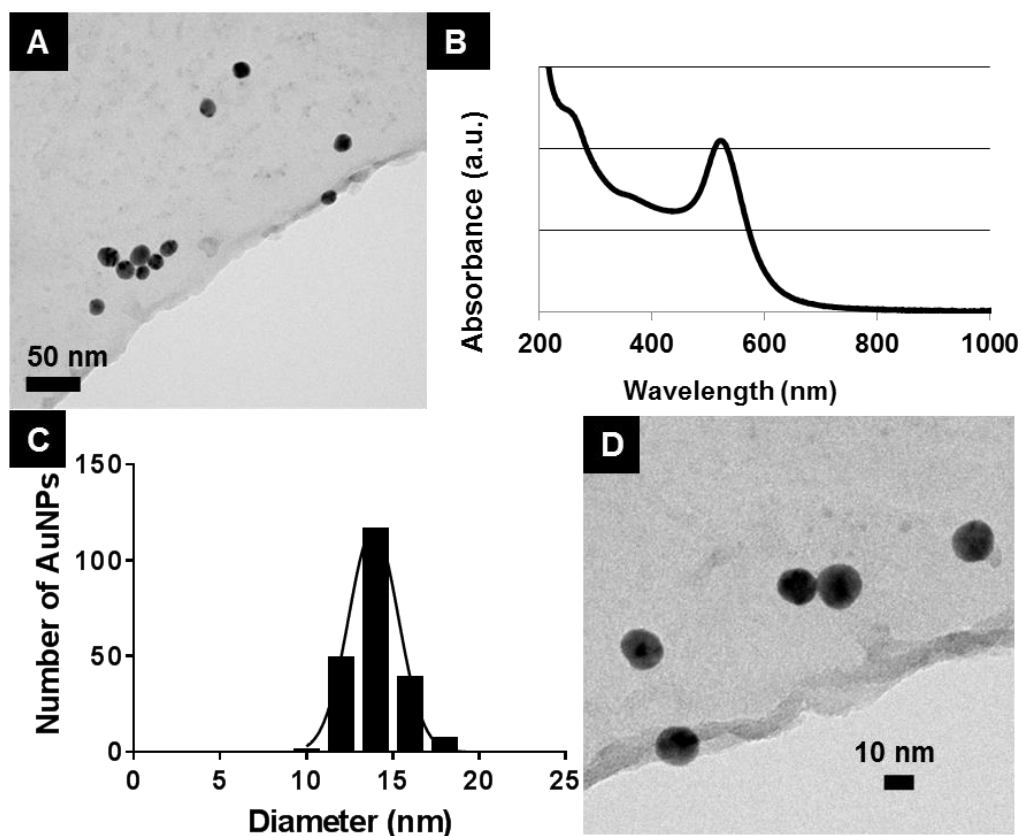 A
50 nm
B
Absorbance (a.u.)
200 400 600 800 1000
Wavelength (nm)
C
Number of AuNPs
150
100
50
0
0 5 10 15 20 25
Diameter (nm)
D
10 nm